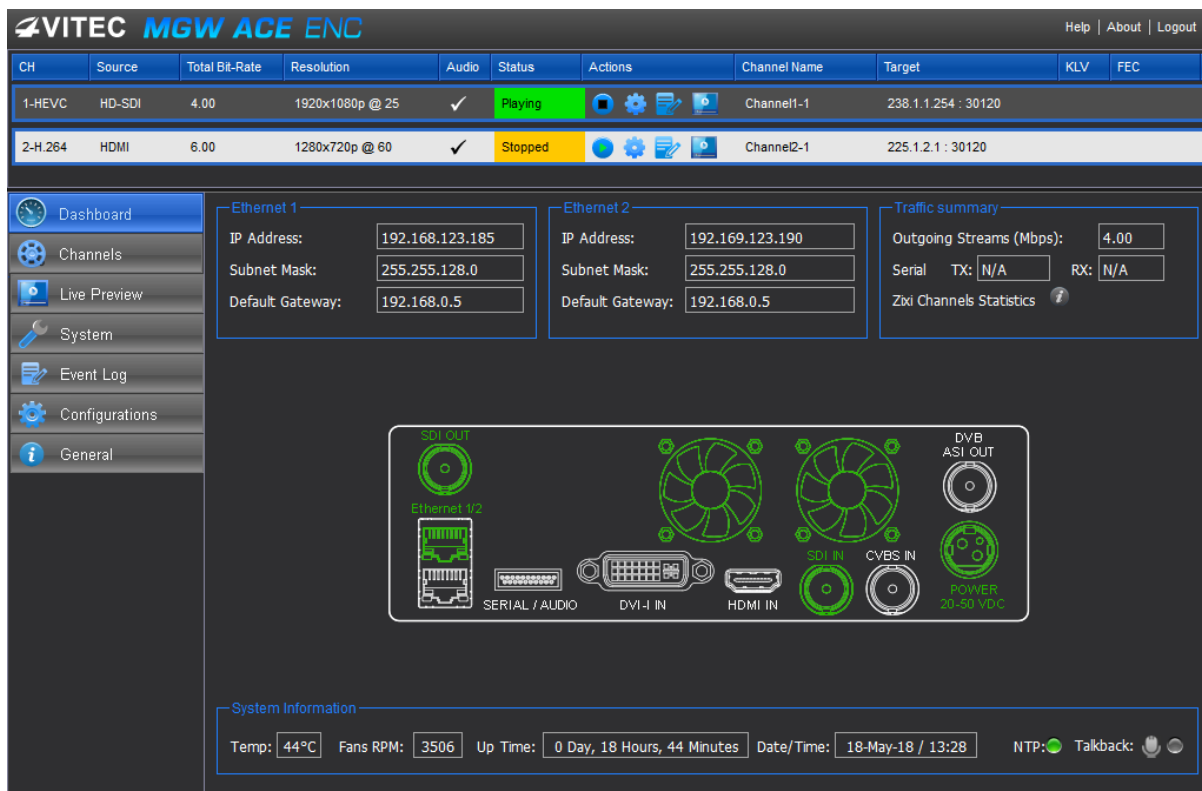 VITEC MGW ACE ENC
Help | About | Logout
CH Source Total Bit-Rate Resolution Audio Status Actions Channel Name Target KLV FEC
1-HEVC HD-SDI 4.00 1920x1080p @ 25 ✓ Playing Channel1-1 238.1.1.254 : 30120
2-H.264 HDMI 6.00 1280x720p @ 60 ✓ Stopped Channel2-1 225.1.2.1 : 30120
Dashboard
Channels
Live Preview
System
Event Log
Configurations
General
Ethernet 1
IP Address: 192.168.123.185
Subnet Mask: 255.255.128.0
Default Gateway: 192.168.0.5
Ethernet 2
IP Address: 192.169.123.190
Subnet Mask: 255.255.128.0
Default Gateway: 192.168.0.5
Traffic summary
Outgoing Streams (Mbps): 4.00
Serial TX: N/A RX: N/A
Zixi Channels Statistics i
SDI OUT
DVB
ASI OUT
Ethernet 1/2
SDI IN CVBS IN
SERIAL / AUDIO DVI-I IN HDMI IN
POWER
20-50 VDC
System Information
Temp: 44°C Fans RPM: 3506 Up Time: 0 Day, 18 Hours, 44 Minutes Date/Time: 18-May-18 / 13:28 NTP: Talkback: